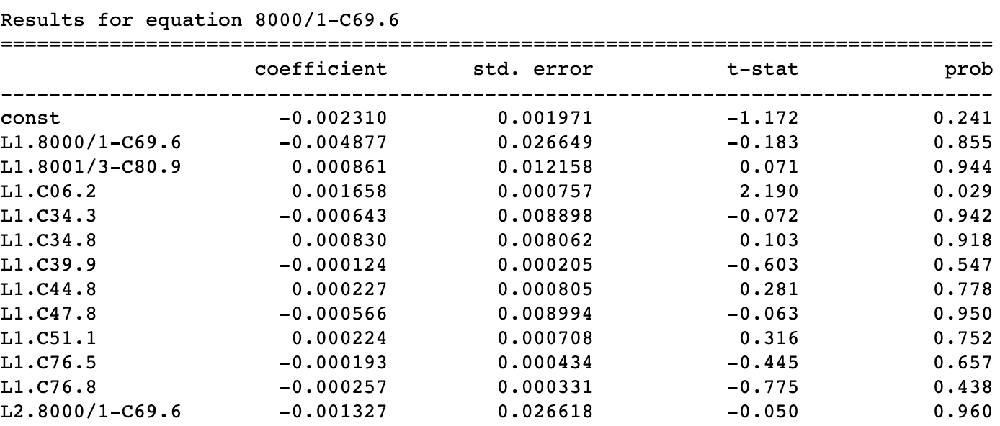 Results for equation 8000/1-C69.6
==================================================================================
coefficient std. error t-stat prob
----------------------------------------------------------------------------------
const -0.002310 0.001971 -1.172 0.241
L1.8000/1-C69.6 -0.004877 0.026649 -0.183 0.855
L1.8001/3-C80.9 0.000861 0.012158 0.071 0.944
L1.C06.2 0.001658 0.000757 2.190 0.029
L1.C34.3 -0.000643 0.008898 -0.072 0.942
L1.C34.8 0.000830 0.008062 0.103 0.918
L1.C39.9 -0.000124 0.000205 -0.603 0.547
L1.C44.8 0.000227 0.000805 0.281 0.778
L1.C47.8 -0.000566 0.008994 -0.063 0.950
L1.C51.1 0.000224 0.000708 0.316 0.752
L1.C76.5 -0.000193 0.000434 -0.445 0.657
L1.C76.8 -0.000257 0.000331 -0.775 0.438
L2.8000/1-C69.6 -0.001327 0.026618 -0.050 0.960